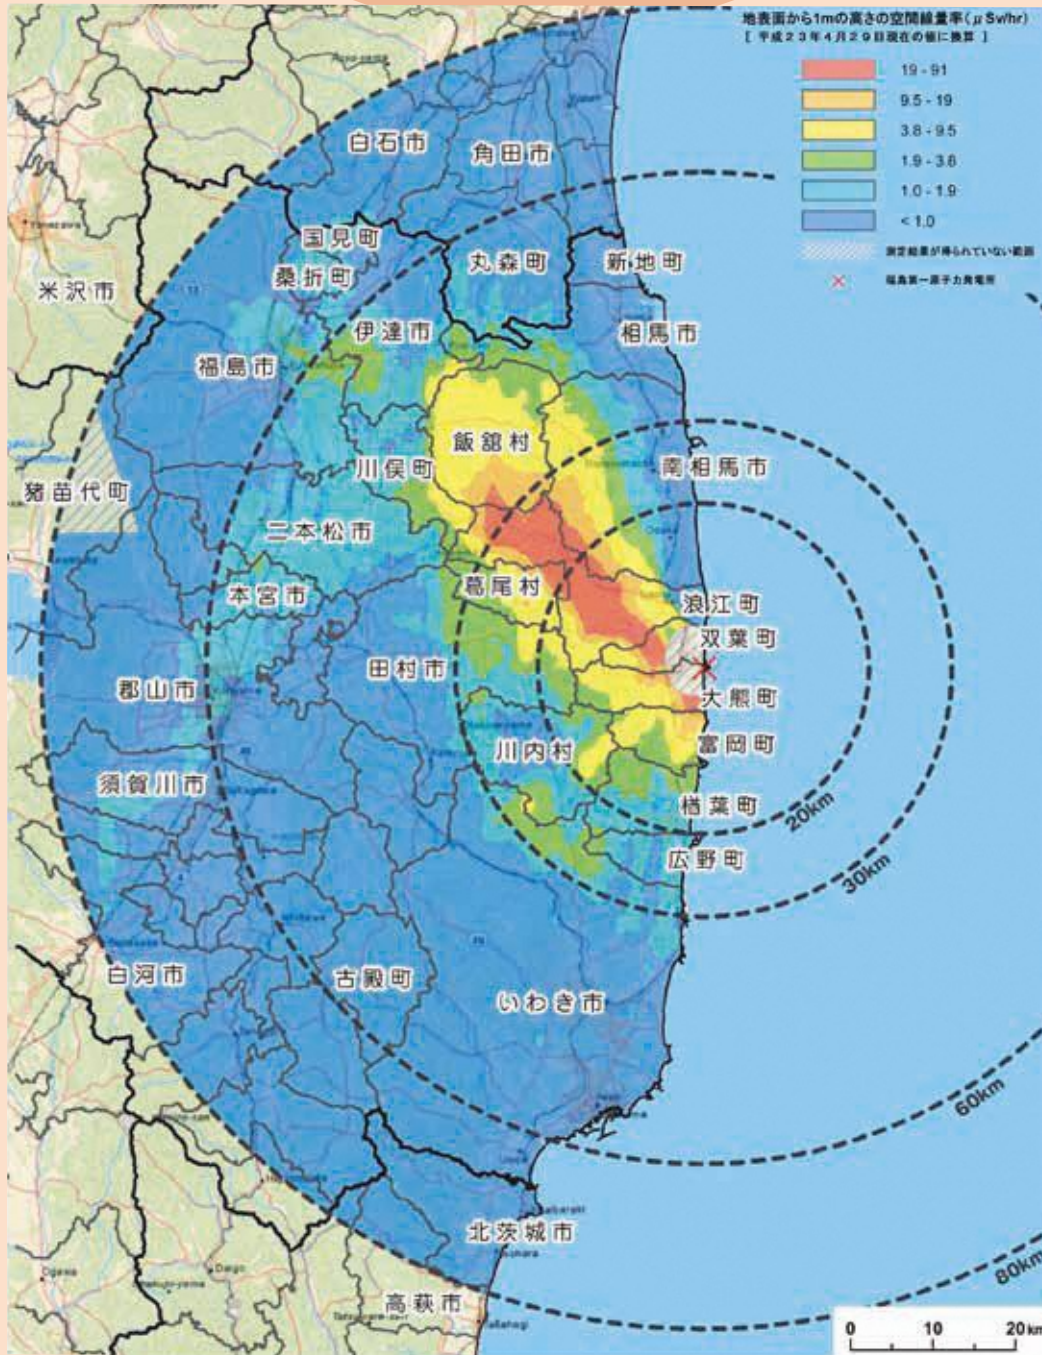 地表面から1mの高さの空間線量率(μSv/hr)
[ 平成23年4月29日現在の値に換算 ]
19 - 91
9.5 - 19
3.8 - 9.5
1.9 - 3.8
1.0 - 1.9
< 1.0
測定結果が得られていない範囲
福島第一原子力発電所
白石市
角田市
国見町
丸森町
新地町
桑折町
米沢市
伊達市
相馬市
福島市
飯舘村
川俣町
南相馬市
猪苗代町
二本松市
葛尾村
本宮市
浪江町
双葉町
田村市
郡山市
大熊町
川内村
富岡町
須賀川市
楢葉町
20km
広野町
30km
白河市
古殿町
いわき市
60km
北茨城市
80km
Ogawa
Daigo
高萩市
0 10 20 km